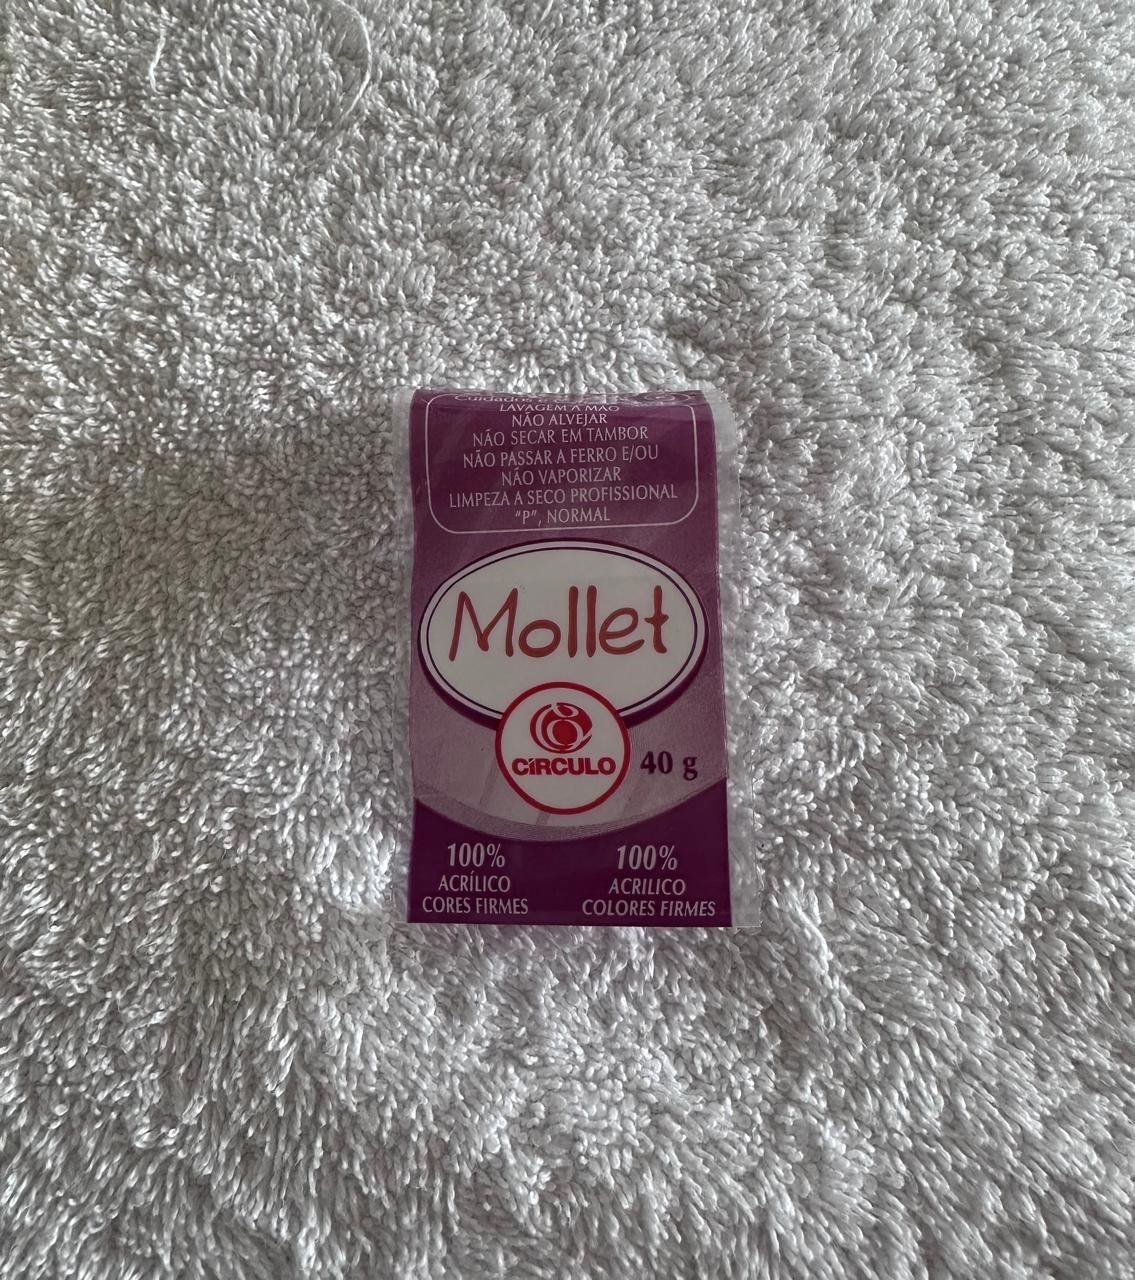 LAVAGEM A MÃO
NÃO ALVEJAR
NÃO SECAR EM TAMBOR
NÃO PASSAR A FERRO E/OU
NÃO VAPORIZAR
LIMPEZA A SECO PROFISSIONAL
"P", NORMAL
Mollet
CÍRCULO
40 g
100%
ACRÍLICO
CORES FIRMES
100%
ACRILICO
COLORES FIRMES